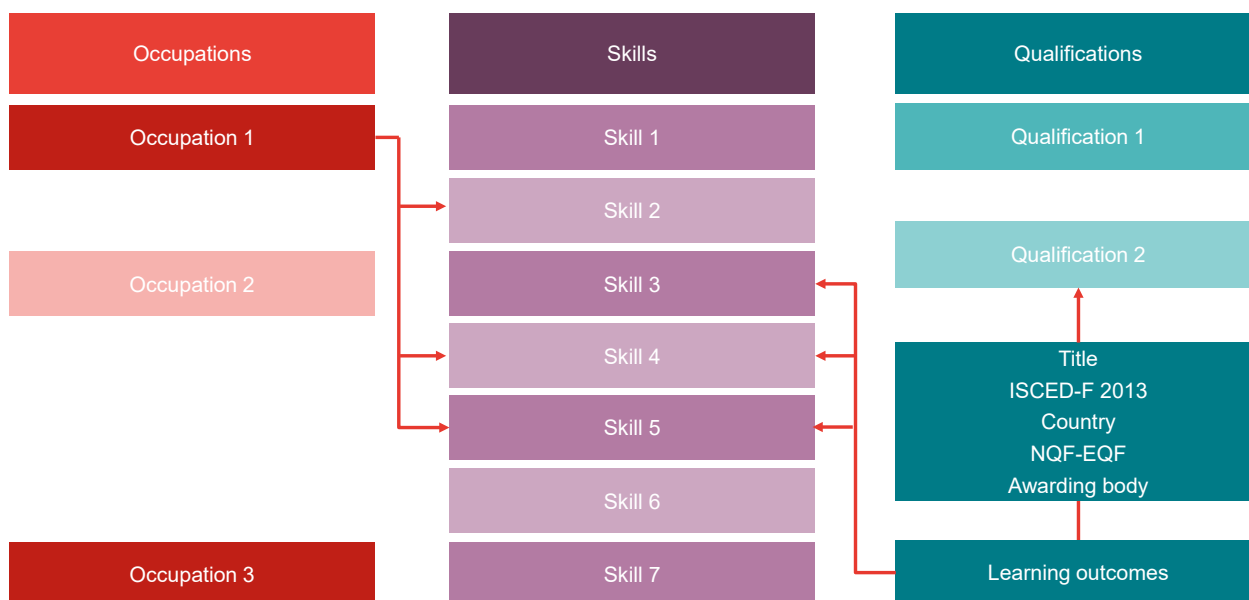 Occupations
Skills
Qualifications
Occupation 1
Skill 1
Qualification 1
Skill 2
Occupation 2
Skill 3
Qualification 2
Skill 4
Title
ISCED-F 2013
Country
NQF-EQF
Awarding body
Skill 5
Skill 6
Occupation 3
Skill 7
Learning outcomes